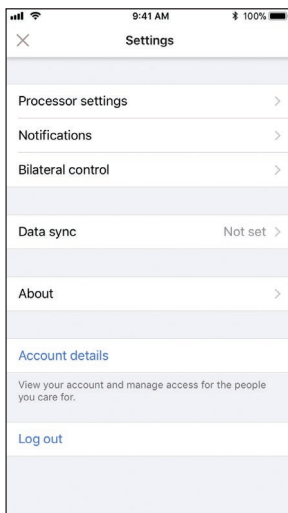 9:41 AM
100%
Settings
Processor settings
Notifications
Bilateral control
Data sync
Not set
About
Account details
View your account and manage access for the people
you care for.
Log out